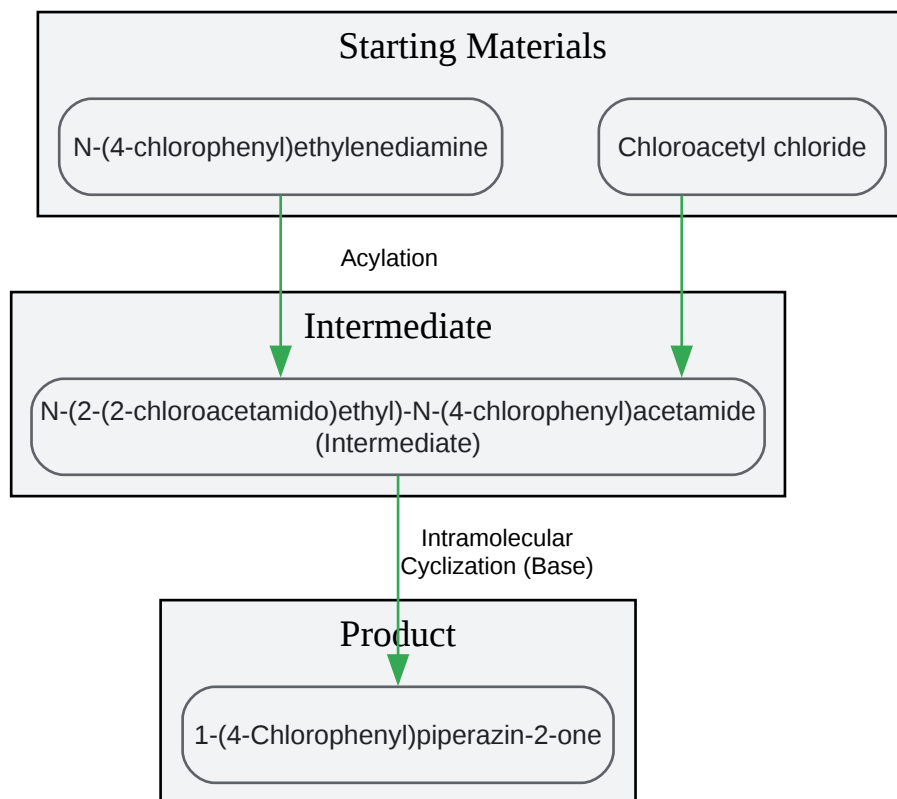 Starting Materials
N-(4-chlorophenyl)ethylenediamine
Chloroacetyl chloride
Acylation
Intermediate
N-(2-(2-chloroacetamido)ethyl)-N-(4-chlorophenyl)acetamide
(Intermediate)
Intramolecular
Cyclization (Base)
Product
1-(4-Chlorophenyl)piperazin-2-one